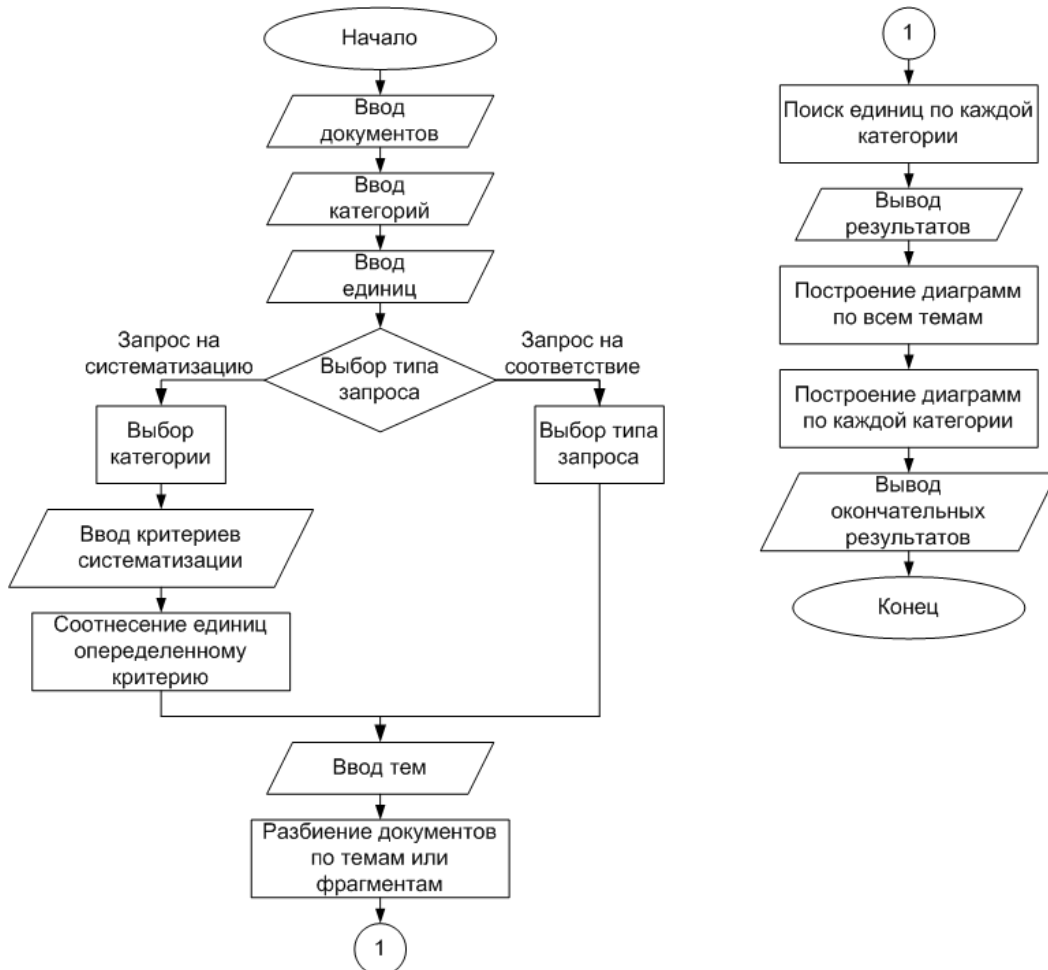 Начало
Ввод
документов
Ввод
категорий
Ввод
единиц
Выбор типа
запроса
Запрос на
систематизацию
Запрос на
соответствие
Выбор
категории
Выбор типа
запроса
Ввод критериев
систематизации
Соотнесение единиц
опеределенному
критерию
Ввод тем
Разбиение документов
по темам или
фрагментам
1
1
Поиск единиц по каждой
категории
Вывод
результатов
Построение диаграмм
по всем темам
Построение диаграмм
по каждой категории
Вывод
окончательных
результатов
Конец